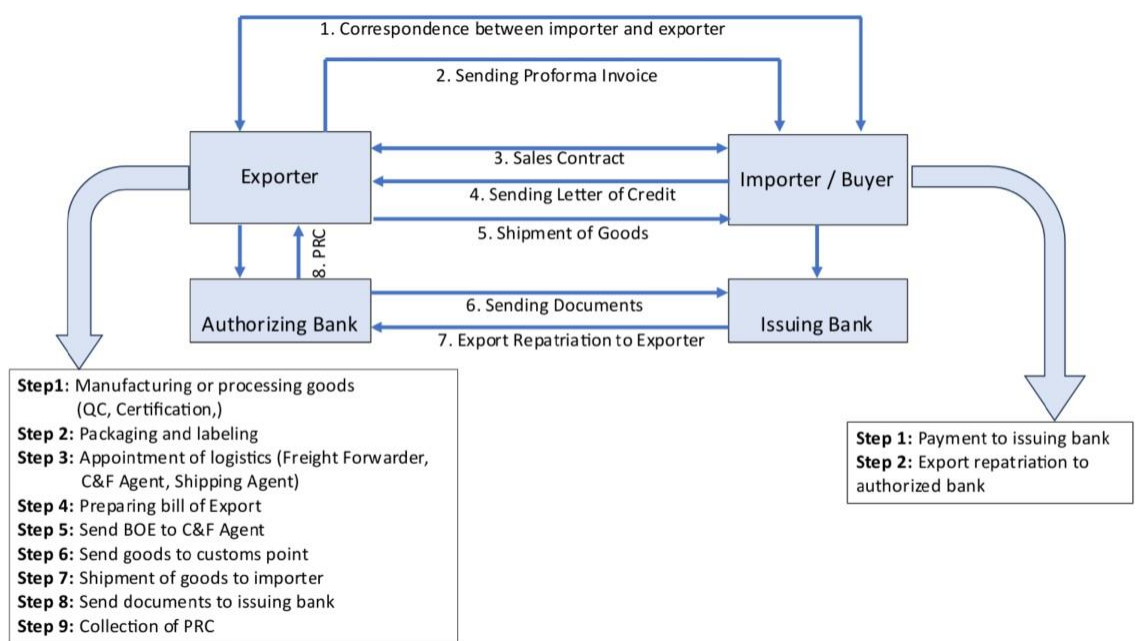 1. Correspondence between importer and exporter
2. Sending Proforma Invoice
Exporter
3. Sales Contract
Importer / Buyer
4. Sending Letter of Credit
5. Shipment of Goods
8. PRC
6. Sending Documents
Authorizing Bank
Issuing Bank
7. Export Repatriation to Exporter
Step1: Manufacturing or processing goods
(QC, Certification,)
Step 2: Packaging and labeling
Step 3: Appointment of logistics (Freight Forwarder,
C&F Agent, Shipping Agent)
Step 4: Preparing bill of Export
Step 5: Send BOE to C&F Agent
Step 6: Send goods to customs point
Step 7: Shipment of goods to importer
Step 8: Send documents to issuing bank
Step 9: Collection of PRC
Step 1: Payment to issuing bank
Step 2: Export repatriation to
authorized bank